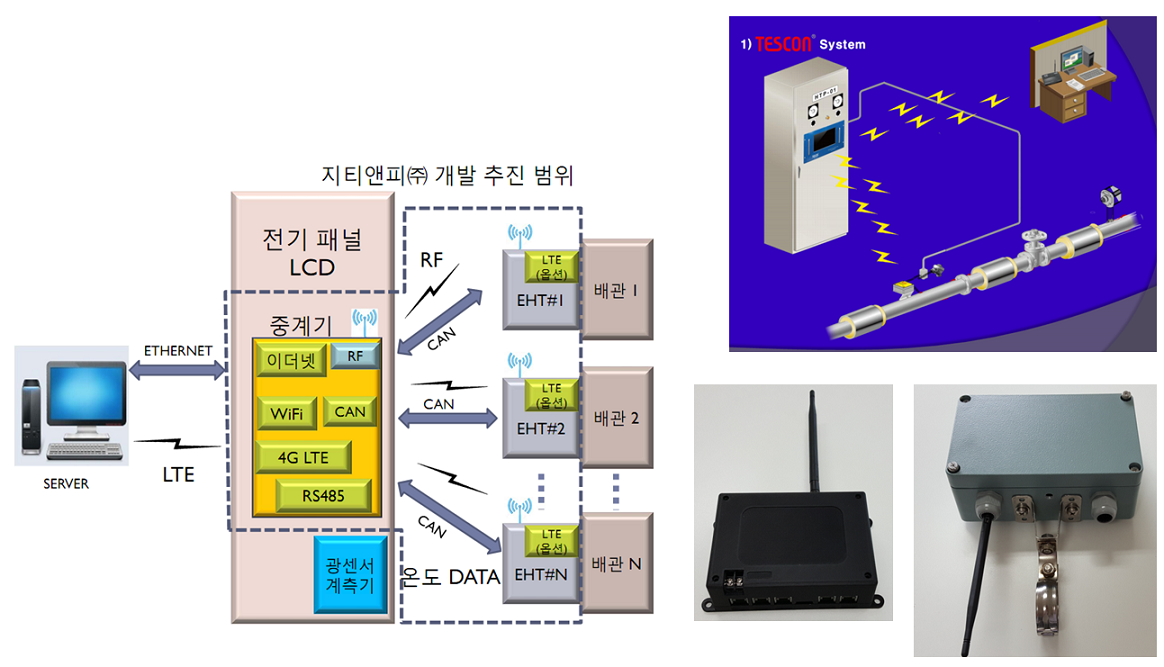 1) TESCON® System
HTP-01
지티앤피㈜ 개발 추진 범위
전기 패널
LCD
중계기
이더넷
RF
WiFi
CAN
4G LTE
RS485
광센서
계측기
ETHERNET
SERVER
LTE
RF
CAN
CAN
CAN
온도 DATA
LTE
(옵션)
EHT#1
배관 1
LTE
(옵션)
EHT#2
배관 2
LTE
(옵션)
EHT#N
배관 N